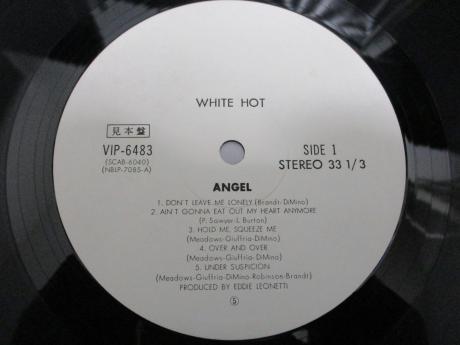 WHITE HOT
見本盤
VIP-6483
(SCAB-6040)
(NBLP-7085-A)
SIDE 1
STEREO 33 1/3
ANGEL
1. DON'T LEAVE ME LONELY (Brandt-DiMino)
2. AIN'T GONNA EAT OUT MY HEART ANYMORE
(P. Sawyer-L. Burton)
3. HOLD ME, SQUEEZE ME
(Meadows-Giuffria-DiMino)
4. OVER AND OVER
(Meadows-Giuffria-DiMino)
5. UNDER SUSPICION
(Meadows-Giuffria-DiMino-Robinson-Brandt)
PRODUCED BY EDDIE LEONETTI
⑤